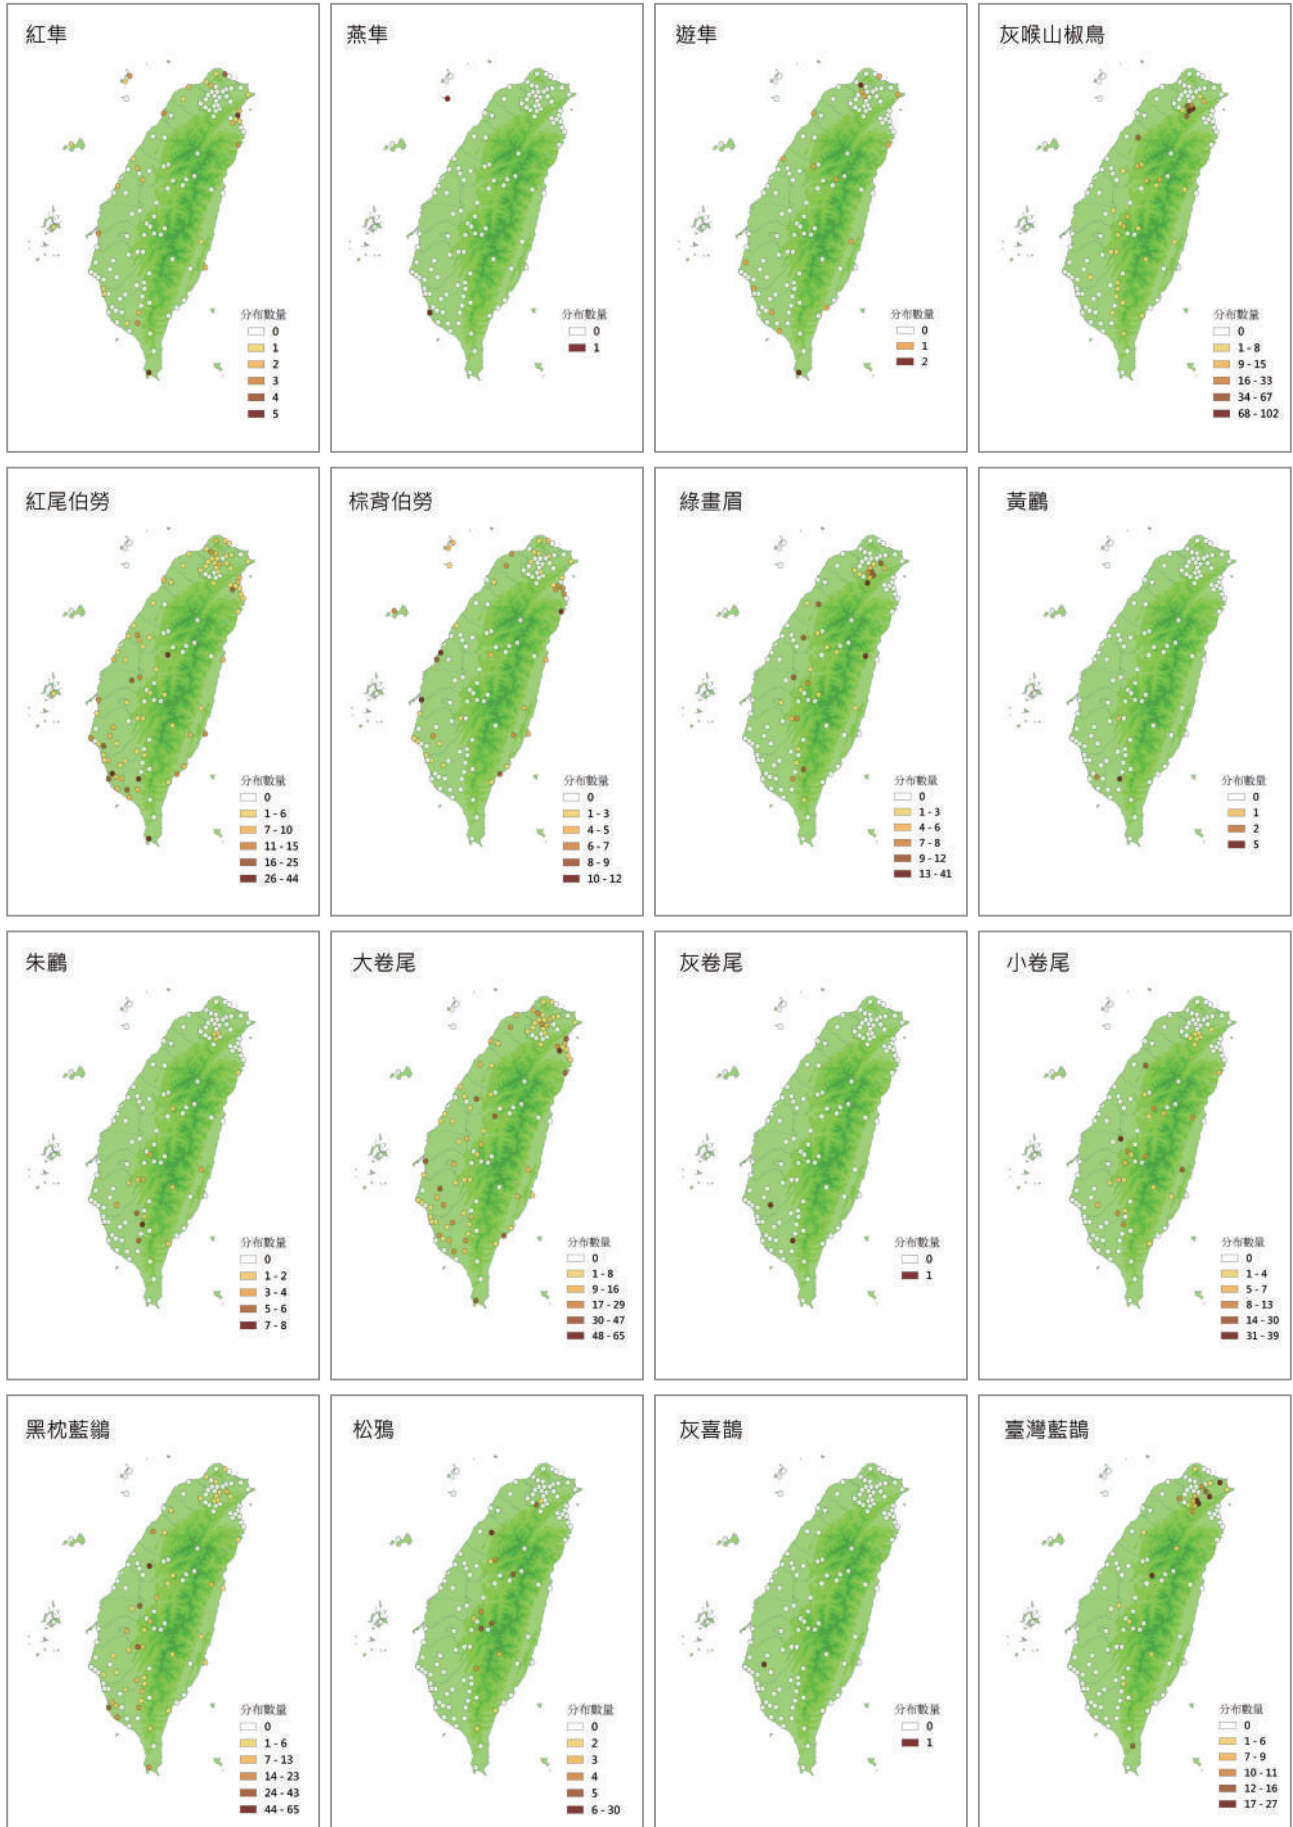 紅隼
分布數量
0
1
2
3
4
5
燕隼
分布數量
0
1
遊隼
分布數量
0
1
2
灰喉山椒鳥
分布數量
0
1 - 8
9 - 15
16 - 33
34 - 67
68 - 102
紅尾伯勞
分布數量
0
1 - 6
7 - 10
11 - 15
16 - 25
26 - 44
棕背伯勞
分布數量
0
1 - 3
4 - 5
6 - 7
8 - 9
10 - 12
綠畫眉
分布數量
0
1 - 3
4 - 6
7 - 8
9 - 12
13 - 41
黃鸝
分布數量
0
1
2
5
朱鸝
分布數量
0
1 - 2
3 - 4
5 - 6
7 - 8
大卷尾
分布數量
0
1 - 8
9 - 16
17 - 29
30 - 47
48 - 65
灰卷尾
分布數量
0
1
小卷尾
分布數量
0
1 - 4
5 - 7
8 - 13
14 - 30
31 - 39
黑枕藍鶲
分布數量
0
1 - 6
7 - 13
14 - 23
24 - 43
44 - 65
松鴉
分布數量
0
2
3
4
5
6 - 30
灰喜鵲
分布數量
0
1
臺灣藍鵲
分布數量
0
1 - 6
7 - 9
10 - 11
12 - 16
17 - 27